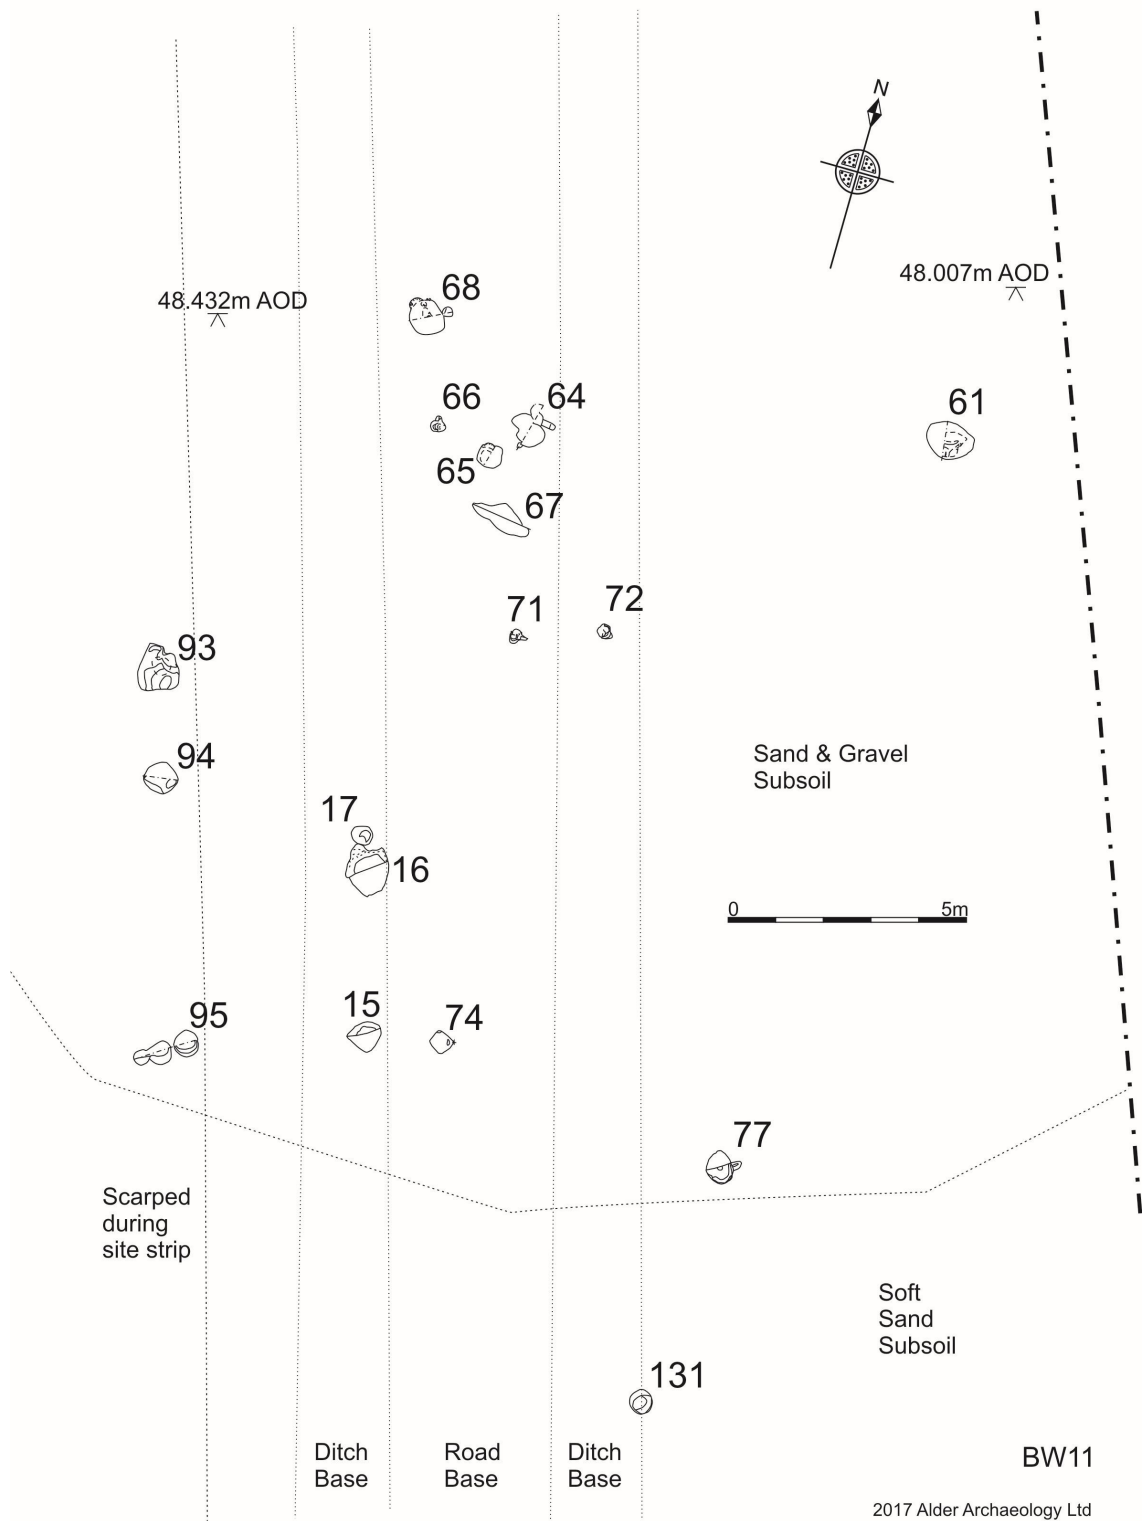 N
48.007m AOD
48.432m AOD
68
66
64
61
65
67
71
72
93
94
Sand & Gravel
Subsoil
17
16
0
5m
95
15
74
77
Scarped
during
site strip
Soft
Sand
Subsoil
131
Ditch
Base
Road
Base
Ditch
Base
BW11
2017 Alder Archaeology Ltd